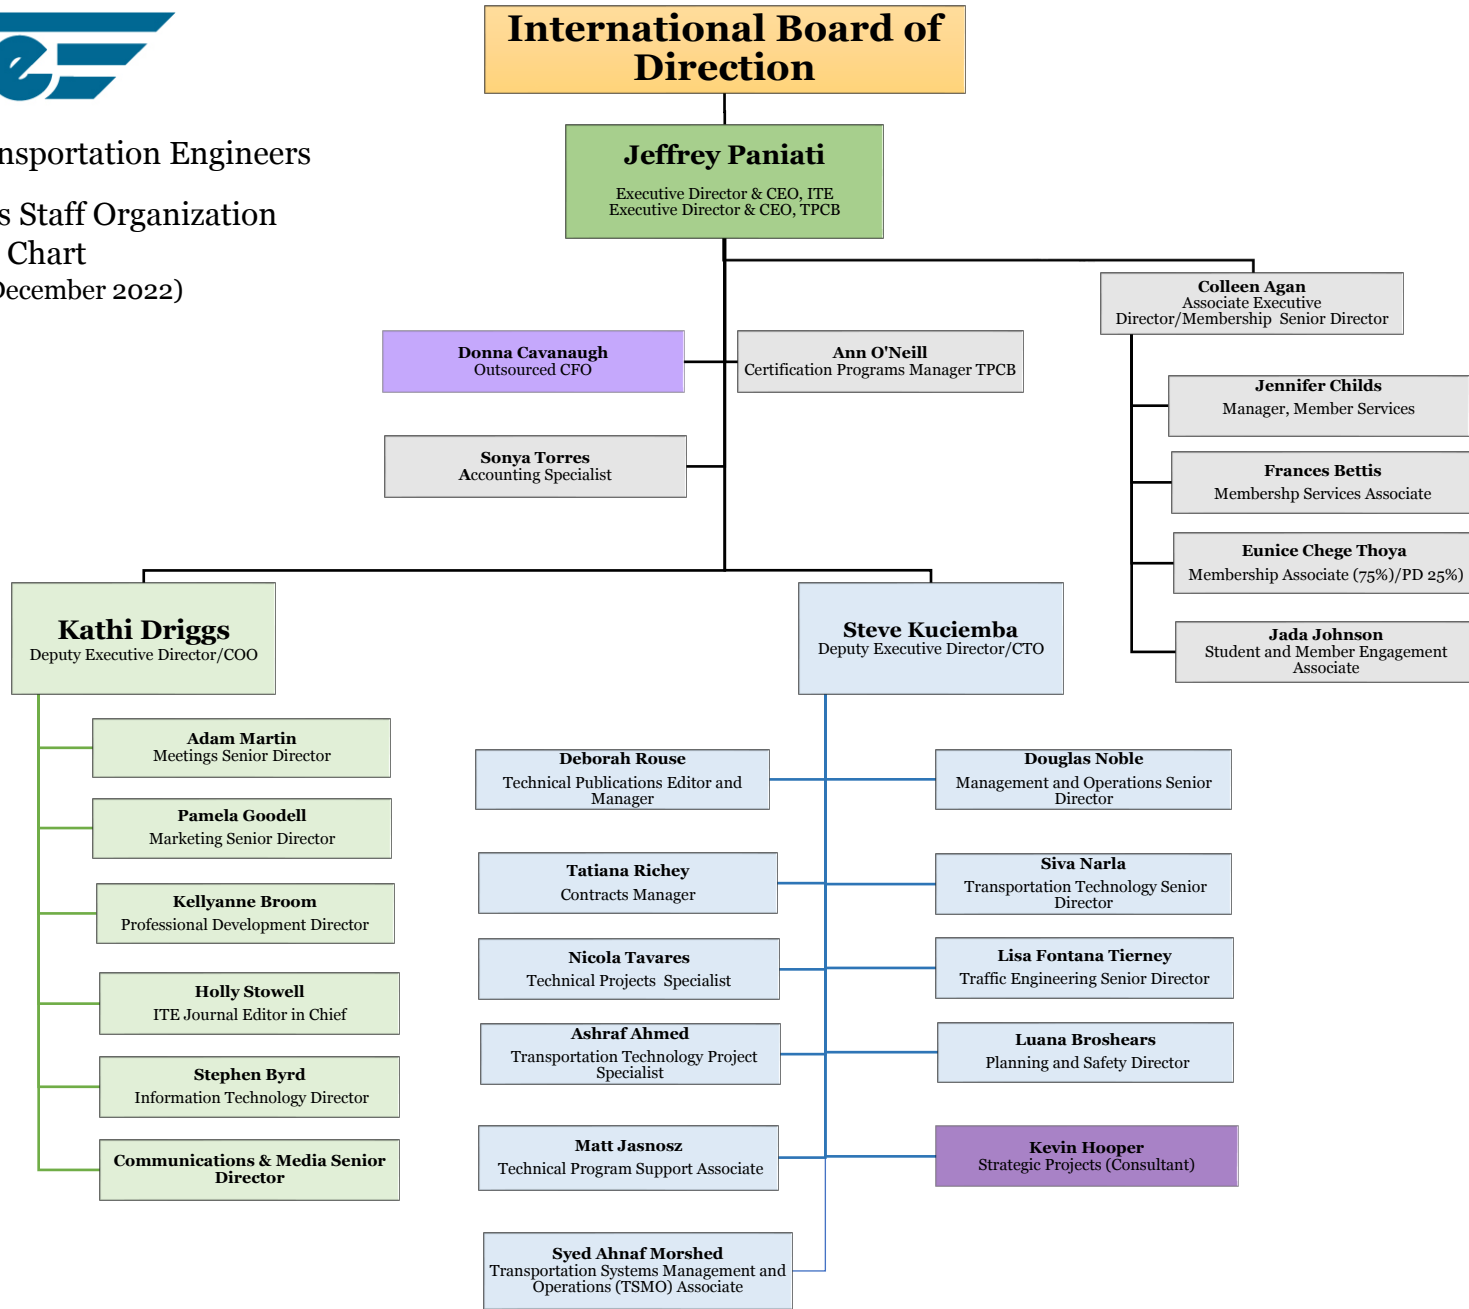 International Board of
Direction
Transportation Engineers
Staff Organization
Chart
December 2022)
Jeffrey Paniati
Executive Director & CEO, ITE
Executive Director & CEO, TPCB
Colleen Agan
Associate Executive
Director/Membership Senior Director
Donna Cavanaugh
Outsourced CFO
Ann O'Neill
Certification Programs Manager TPCB
Jennifer Childs
Manager, Member Services
Sonya Torres
Accounting Specialist
Frances Bettis
Membershp Services Associate
Eunice Chege Thoya
Membership Associate (75%)/PD 25%)
Jada Johnson
Student and Member Engagement
Associate
Kathi Driggs
Deputy Executive Director/COO
Steve Kuciemba
Deputy Executive Director/CTO
Adam Martin
Meetings Senior Director
Pamela Goodell
Marketing Senior Director
Kellyanne Broom
Professional Development Director
Holly Stowell
ITE Journal Editor in Chief
Stephen Byrd
Information Technology Director
Communications & Media Senior
Director
Deborah Rouse
Technical Publications Editor and
Manager
Douglas Noble
Management and Operations Senior
Director
Tatiana Richey
Contracts Manager
Siva Narla
Transportation Technology Senior
Director
Nicola Tavares
Technical Projects Specialist
Lisa Fontana Tierney
Traffic Engineering Senior Director
Ashraf Ahmed
Transportation Technology Project
Specialist
Luana Broshears
Planning and Safety Director
Matt Jasnosz
Technical Program Support Associate
Kevin Hooper
Strategic Projects (Consultant)
Syed Ahnaf Morshed
Transportation Systems Management and
Operations (TSMO) Associate